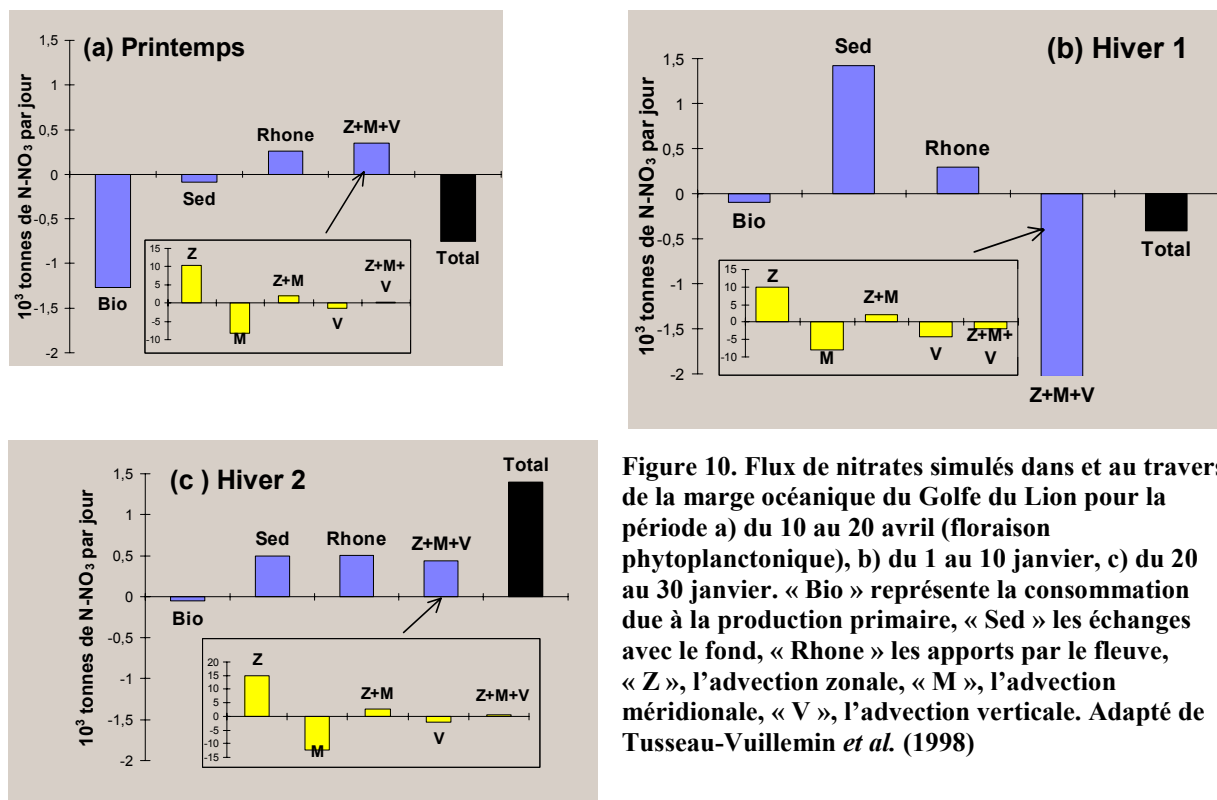 (a) Printemps
10³ tonnes de N-NO₃ par jour
1,5
1
0,5
0
-0,5
-1
-1,5
-2
Bio
Sed
Rhone
Z+M+V
Total
15
10
5
0
-5
-10
Z
M
Z+M
V
Z+M+
V
(b) Hiver 1
10³ tonnes de N-NO₃ par jour
1,5
1
0,5
0
-0,5
-1
-1,5
-2
Bio
Sed
Rhone
Z+M+V
Total
15
10
5
0
-5
-10
Z
M
Z+M
V
Z+M+
V
(c ) Hiver 2
10³ tonnes de N-NO₃ par jour
1,5
1
0,5
0
-0,5
-1
-1,5
-2
Bio
Sed
Rhone
Z+M+V
Total
20
15
10
5
0
-5
-10
-15
Z
M
Z+M
V
Z+M+V
Figure 10. Flux de nitrates simulés dans et au travers
de la marge océanique du Golfe du Lion pour la
période a) du 10 au 20 avril (floraison
phytoplanctonique), b) du 1 au 10 janvier, c) du 20
au 30 janvier. « Bio » représente la consommation
due à la production primaire, « Sed » les échanges
avec le fond, « Rhone » les apports par le fleuve,
« Z », l’advection zonale, « M », l’advection
méridionale, « V », l’advection verticale. Adapté de
Tusseau-Vuillemin et al. (1998)